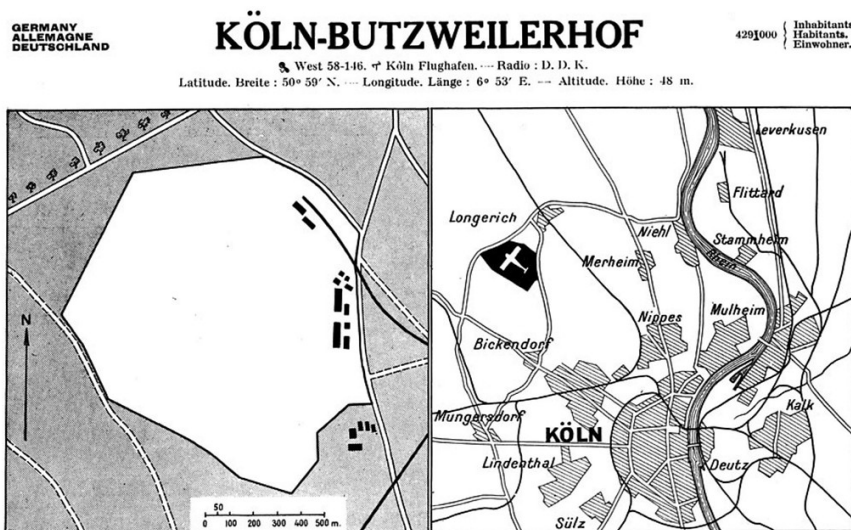 GERMANY
ALLEMAGNE
DEUTSCHLAND
KÖLN-BUTZWEILERHOF
West 58-146. Köln Flughafen. — Radio : D. D. K.
Latitude. Breite : 50° 59′ N. — Longitude. Länge : 6° 53′ E. — Altitude. Höhe : 48 m.
429000 { Inhabitants.
Habitants.
Einwohner.
N
50
0 100 200 300 400 500 m.
Leverkusen
Flittard
Longerich
Niehl
Stammheim
Merheim
Rhein
Nippes
Mulheim
Bickendorf
Mungersdorf
KÖLN
Kalk
Lindenthal
Deutz
Sülz